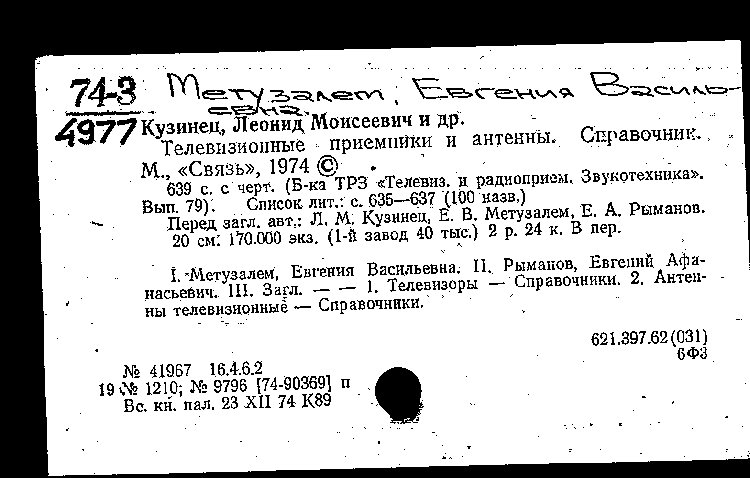 74-3 Метузалем, Евгения Василь-
евна.
4977 Кузинец, Леонид Моисеевич и др.
Телевизионные приемники и антенны. Справочник.
М., «Связь», 1974 ©
639 с. с черт. (Б-ка ТРЗ «Телевиз. и радиоприем. Звукотехника».
Вып. 79). Список лит.: с. 635—637 (100 назв.)
Перед загл. авт.: Л. М. Кузинец, Е. В. Метузалем, Е. А. Рыманов.
20 см. 170.000 экз. (1-й завод 40 тыс.) 2 р. 24 к. В пер.
I. Метузалем, Евгения Васильевна. II. Рыманов, Евгений Афа-
насьевич. III. Загл. — — 1. Телевизоры — Справочники. 2. Антен-
ны телевизионные — Справочники.
621.397.62(031)
6Ф3
№ 41967 16.4.6.2
19 № 1210; № 9796 [74-90369] п
Вс. кн. пал. 23 XII 74 К89